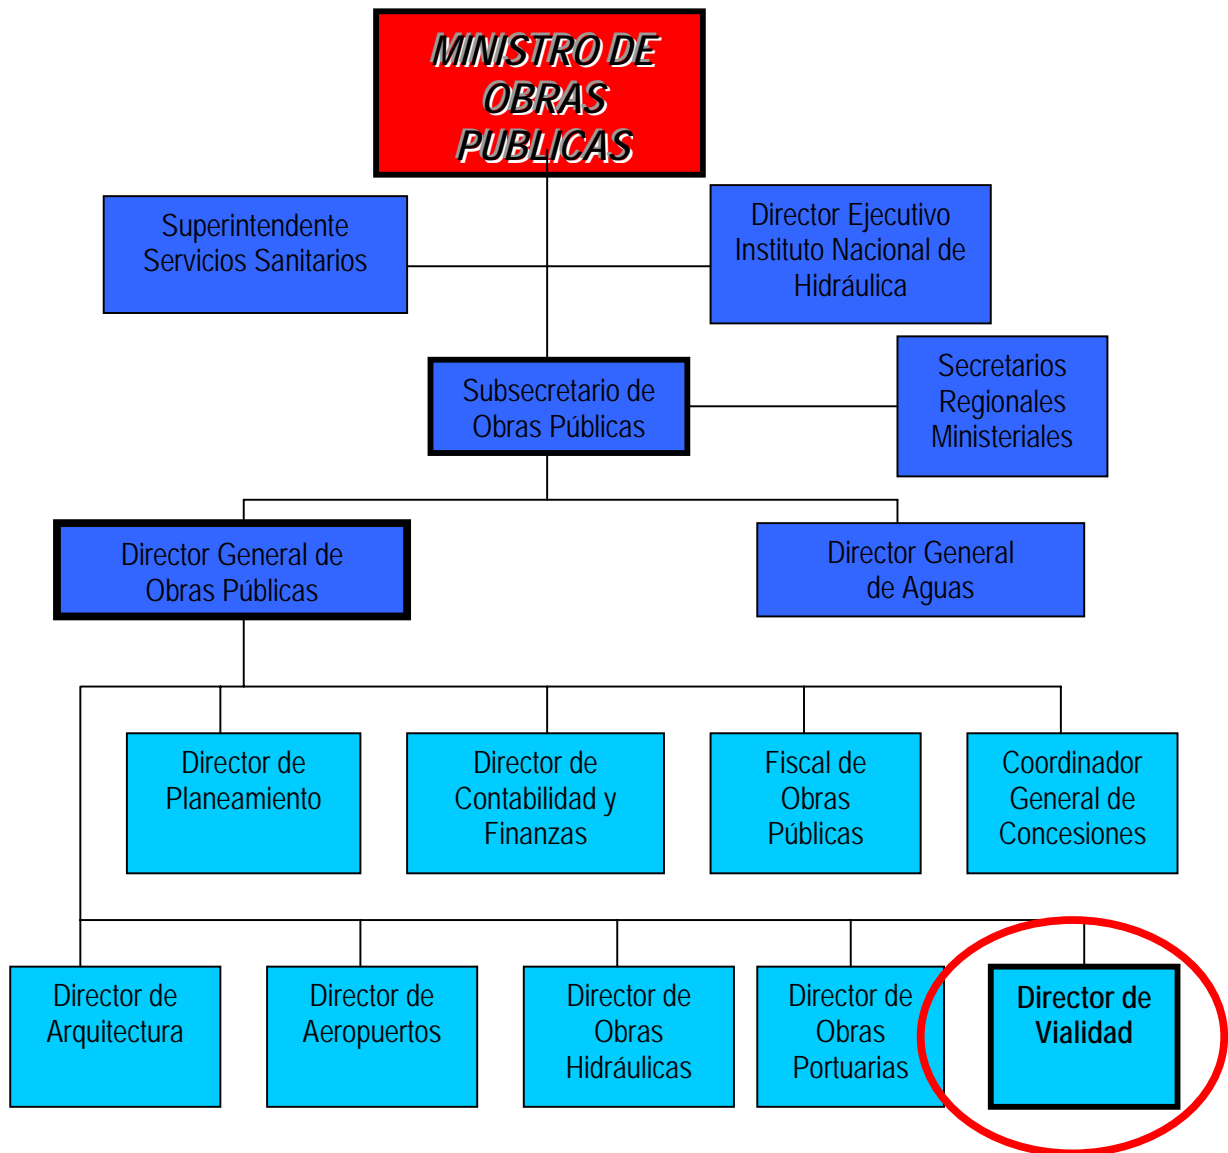 MINISTRO DE
OBRAS
PUBLICAS
Superintendente
Servicios Sanitarios
Director Ejecutivo
Instituto Nacional de
Hidráulica
Subsecretario de
Obras Públicas
Secretarios
Regionales
Ministeriales
Director General de
Obras Públicas
Director General
de Aguas
Director de
Planeamiento
Director de
Contabilidad y
Finanzas
Fiscal de
Obras
Públicas
Coordinador
General de
Concesiones
Director de
Arquitectura
Director de
Aeropuertos
Director de
Obras
Hidráulicas
Director de
Obras
Portuarias
Director de
Vialidad